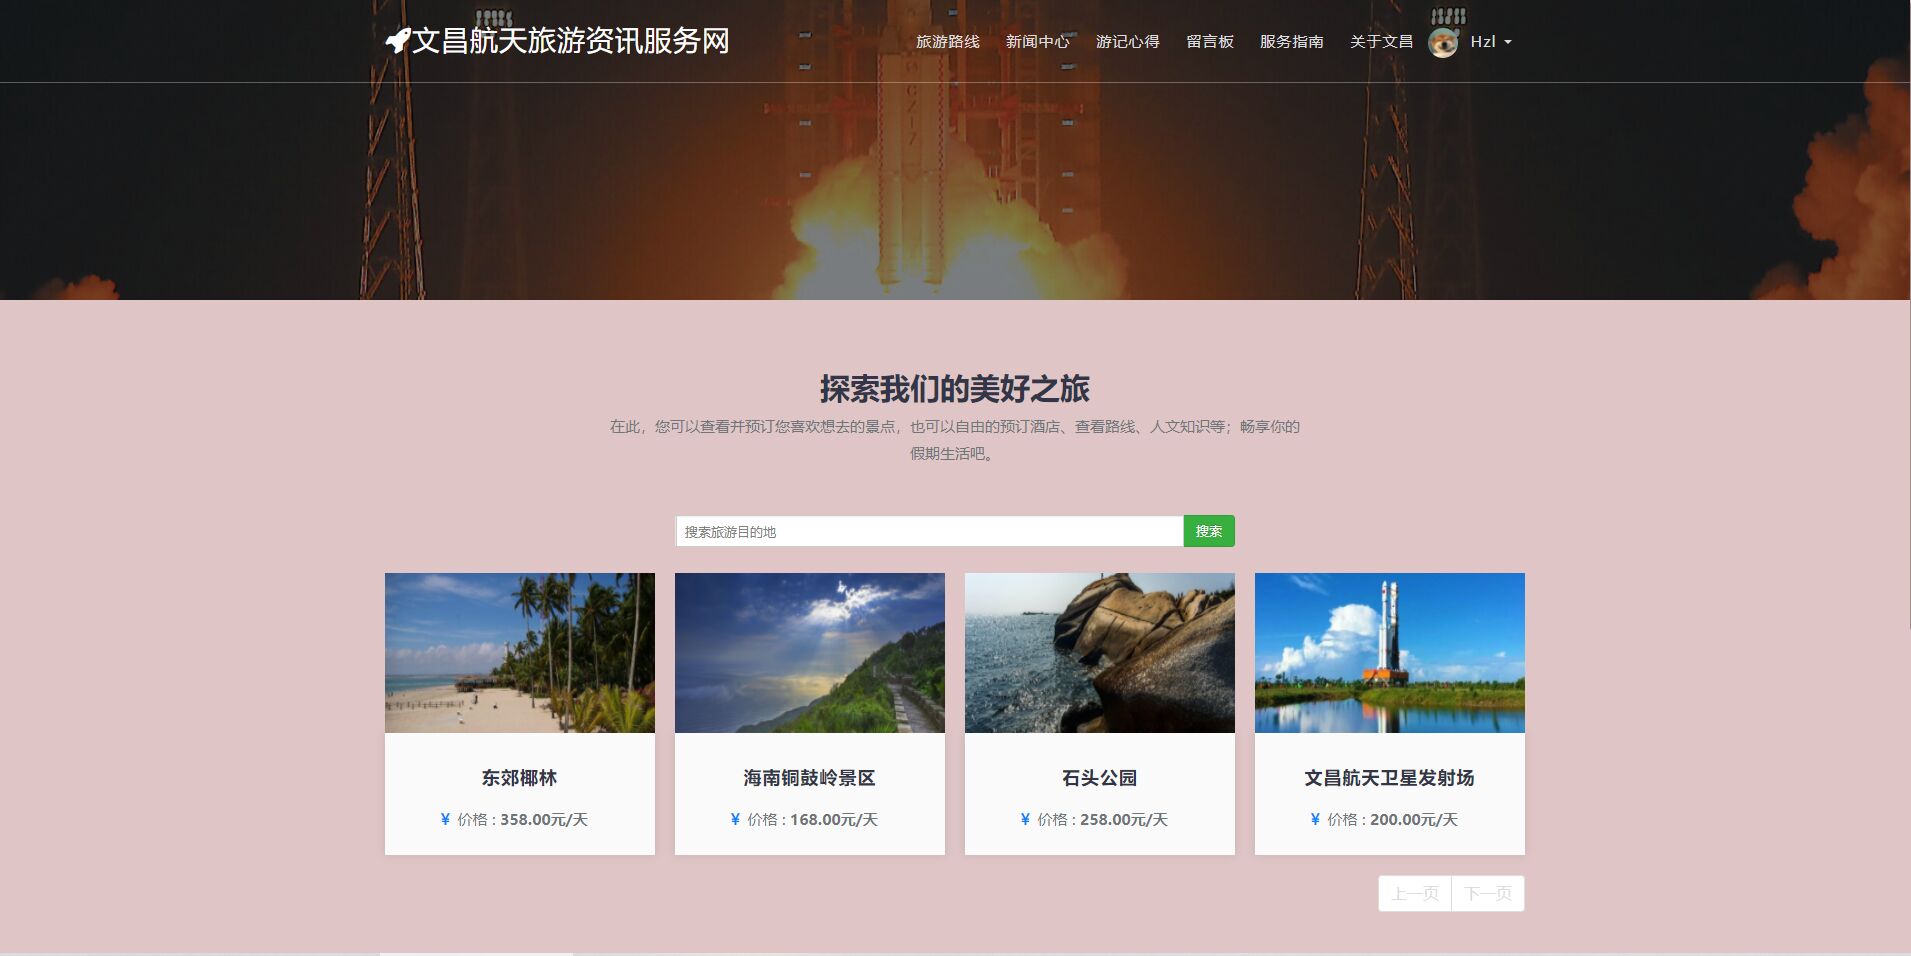 文昌航天旅游资讯服务网
旅游路线 新闻中心 游记心得 留言板 服务指南 关于文昌 Hzl
CZ-7
探索我们的美好之旅
在此，您可以查看并预订您喜欢想去的景点，也可以自由的预订酒店、查看路线、人文知识等；畅享你的
假期生活吧。
搜索旅游目的地 搜索
东郊椰林
¥ 价格 : 358.00元/天
海南铜鼓岭景区
¥ 价格 : 168.00元/天
石头公园
¥ 价格 : 258.00元/天
文昌航天卫星发射场
¥ 价格 : 200.00元/天
上一页 下一页